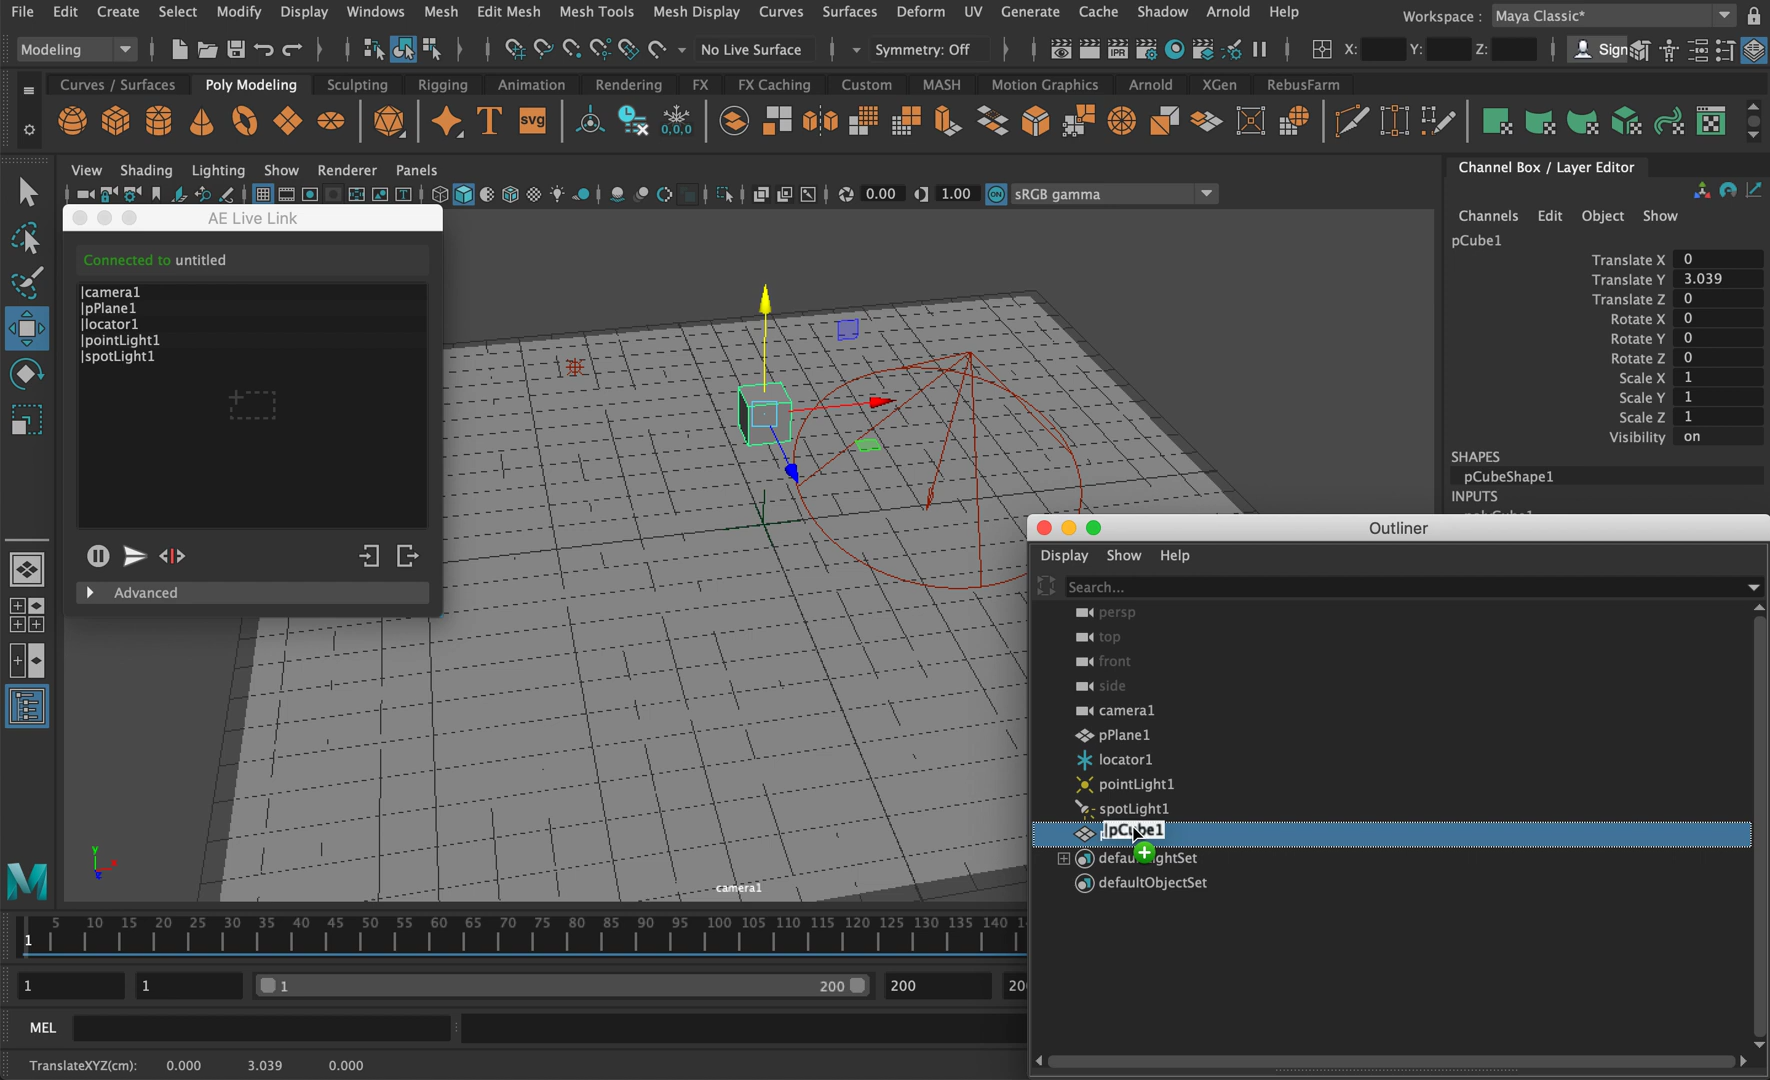 File Edit Create Select Modify Display Windows Mesh Edit Mesh Mesh Tools Mesh Display Curves Surfaces Deform UV Generate Cache Shadow Arnold Help
Workspace : Maya Classic*
Modeling
No Live Surface
Symmetry: Off
IPR
X:
Y:
Z:
Sign
Curves / Surfaces Poly Modeling Sculpting Rigging Animation Rendering FX FX Caching Custom MASH Motion Graphics Arnold XGen RebusFarm
T
svg
0,0,0
View Shading Lighting Show Renderer Panels
0.00
1.00
ON
sRGB gamma
AE Live Link
Connected to untitled
|camera1
|pPlane1
|locator1
|pointLight1
|spotLight1
Advanced
Channel Box / Layer Editor
Channels Edit Object Show
pCube1
Translate X 0
Translate Y 3.039
Translate Z 0
Rotate X 0
Rotate Y 0
Rotate Z 0
Scale X 1
Scale Y 1
Scale Z 1
Visibility on
SHAPES
pCubeShape1
INPUTS
Outliner
Display Show Help
Search...
persp
top
front
side
camera1
pPlane1
locator1
pointLight1
spotLight1
|pCube1
defaultLightSet
defaultObjectSet
y
x
z
camera1
5 10 15 20 25 30 35 40 45 50 55 60 65 70 75 80 85 90 95 100 105 110 115 120 125 130 135 140
1
1
1
1
200
200
MEL
TranslateXYZ(cm): 0.000 3.039 0.000